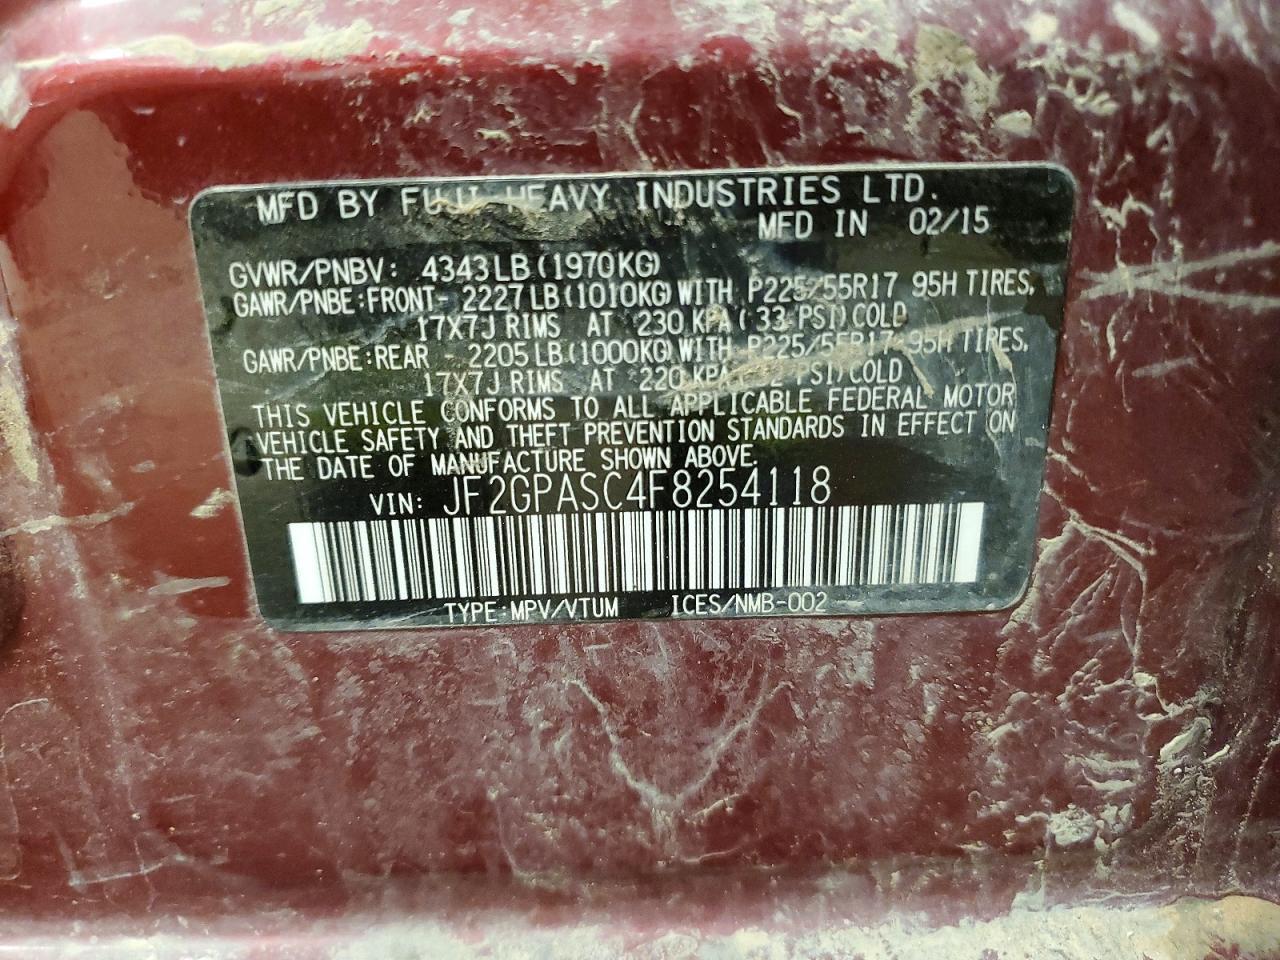 MFD BY FUJI HEAVY INDUSTRIES LTD.
MFD IN 02/15
GVWR/PNBV: 4343LB(1970KG)
GAWR/PNBE:FRONT- 2227LB(1010KG)WITH P225/55R17 95H TIRES,
17X7J RIMS AT 230 KPA(33 PSI)COLD
GAWR/PNBE:REAR 2205LB(1000KG)WITH P225/55R17 95H TIRES,
17X7J RIMS AT 220 KPA(32 PSI)COLD
THIS VEHICLE CONFORMS TO ALL APPLICABLE FEDERAL MOTOR
VEHICLE SAFETY AND THEFT PREVENTION STANDARDS IN EFFECT ON
THE DATE OF MANUFACTURE SHOWN ABOVE.
VIN: JF2GPASC4F8254118
TYPE:MPV/VTUM ICES/NMB-002